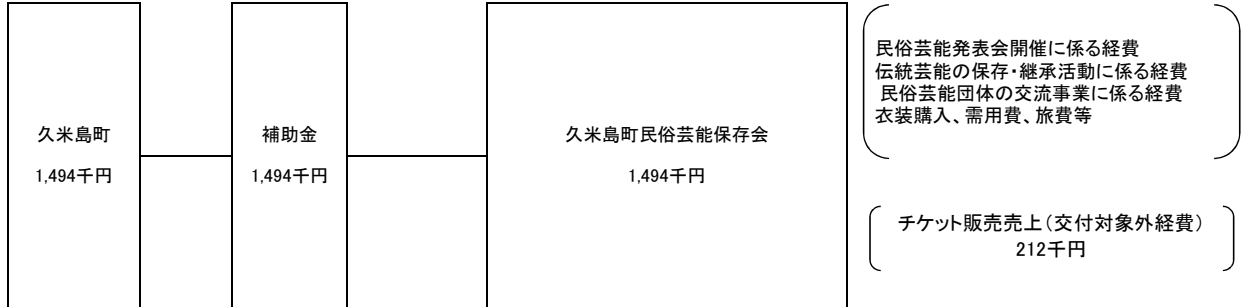 久米島町
1,494千円
補助金
1,494千円
久米島町民俗芸能保存会
1,494千円
民俗芸能発表会開催に係る経費
伝統芸能の保存・継承活動に係る経費
民俗芸能団体の交流事業に係る経費
衣装購入、需用費、旅費等
チケット販売売上（交付対象外経費）
212千円